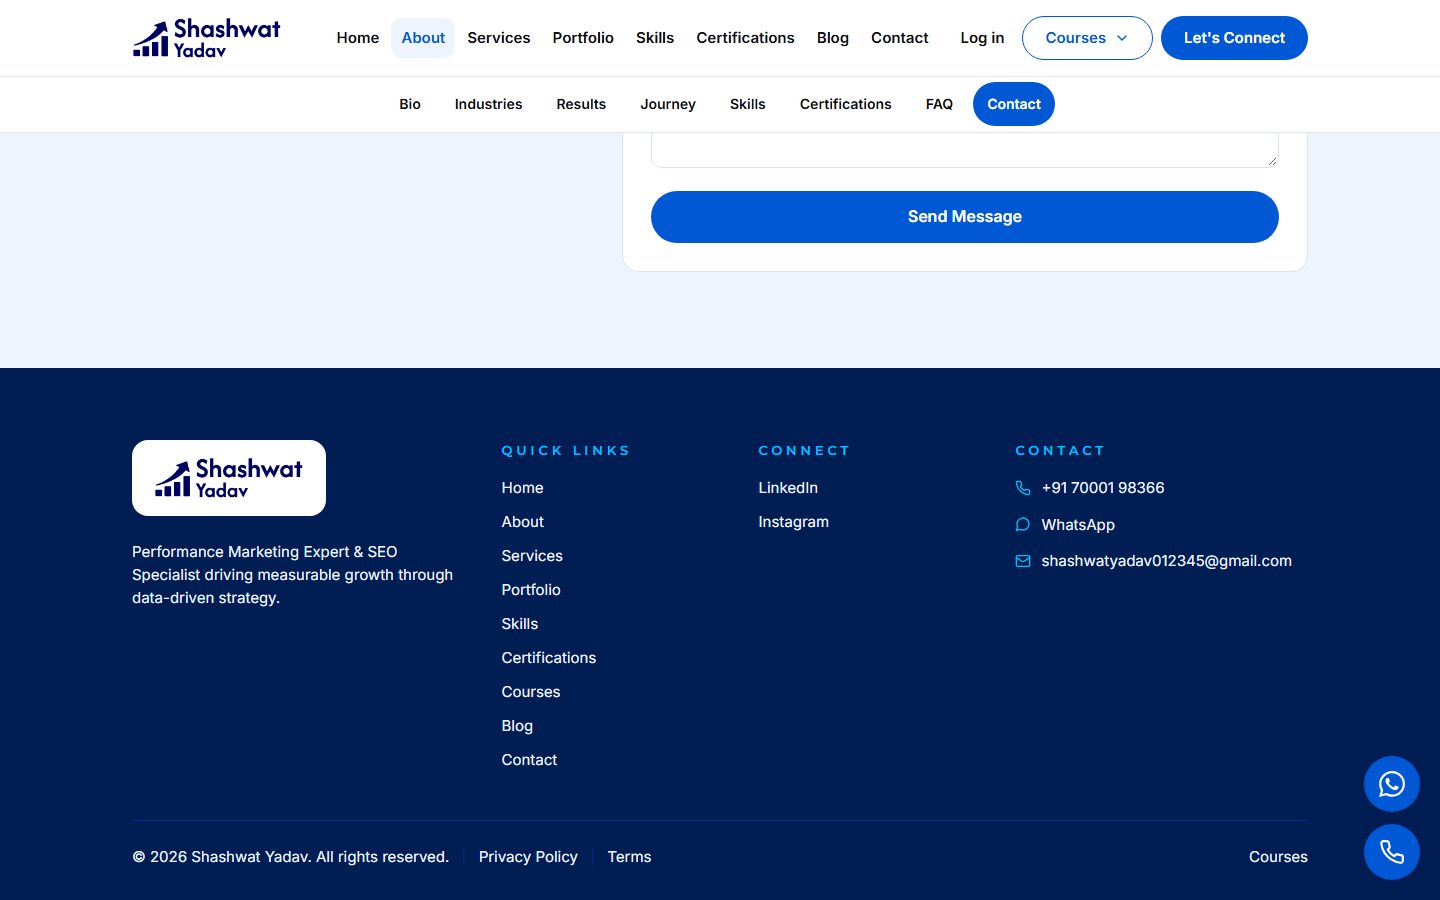 Shashwat
Yadav
Home
About
Services
Portfolio
Skills
Certifications
Blog
Contact
Log in
Courses
Let's Connect
Bio
Industries
Results
Journey
Skills
Certifications
FAQ
Contact
Send Message
Shashwat
Yadav
Performance Marketing Expert & SEO
Specialist driving measurable growth through
data-driven strategy.
QUICK LINKS
Home
About
Services
Portfolio
Skills
Certifications
Courses
Blog
Contact
CONNECT
LinkedIn
Instagram
CONTACT
+91 70001 98366
WhatsApp
shashwatyadav012345@gmail.com
© 2026 Shashwat Yadav. All rights reserved.
Privacy Policy
Terms
Courses